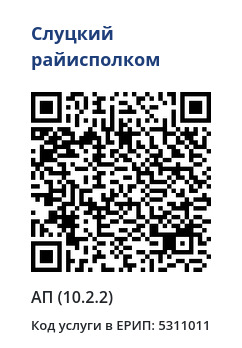 Слуцкий
райисполком
АП (10.2.2)
Код услуги в ЕРИП: 5311011